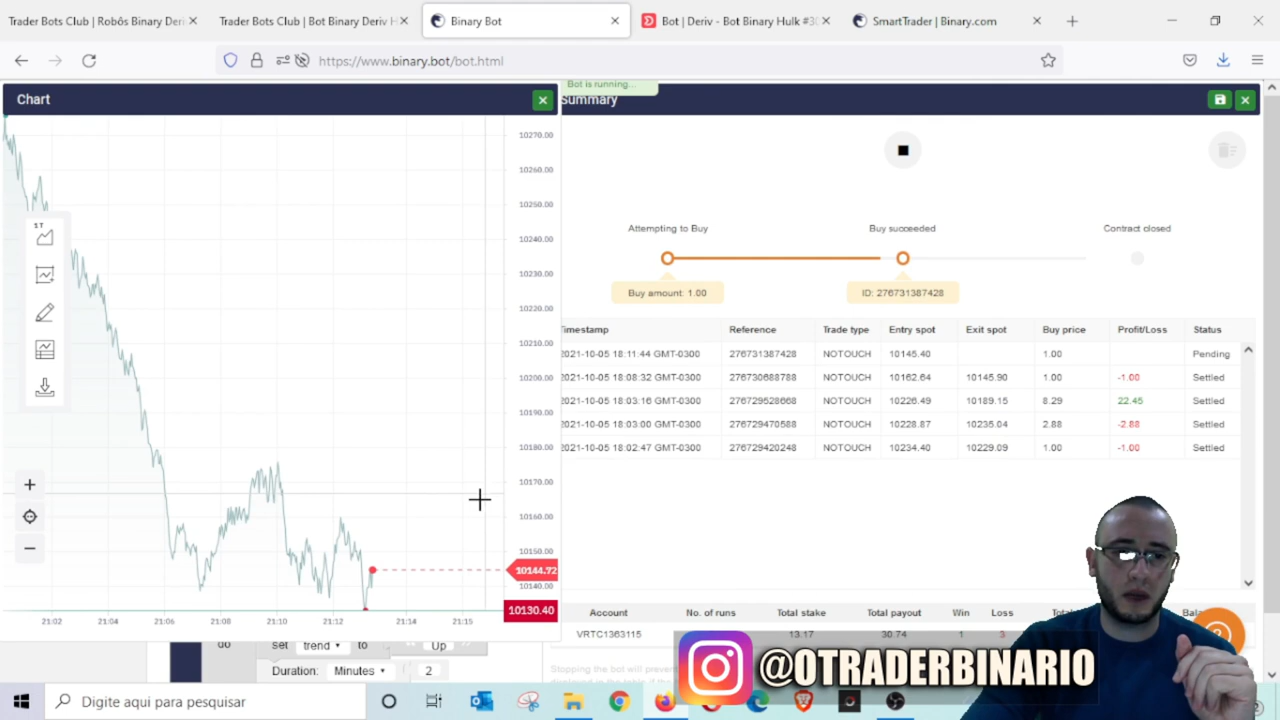 Trader Bots Club | Robôs Binary Deri
Trader Bots Club | Bot Binary Deriv H
Binary Bot
Bot | Deriv - Bot Binary Hulk #30
SmartTrader | Binary.com
https://www.binary.bot/bot.html
Chart
Bot is running...
Summary
Attempting to Buy
Buy succeeded
Contract closed
Buy amount: 1.00
ID: 276731387428
Timestamp Reference Trade type Entry spot Exit spot Buy price Profit/Loss Status
2021-10-05 18:11:44 GMT-0300 276731387428 NOTOUCH 10145.40 1.00 Pending
2021-10-05 18:08:32 GMT-0300 276730688788 NOTOUCH 10162.64 10145.90 1.00 -1.00 Settled
2021-10-05 18:03:16 GMT-0300 276729528668 NOTOUCH 10226.49 10189.15 8.29 22.45 Settled
2021-10-05 18:03:00 GMT-0300 276729470588 NOTOUCH 10228.87 10235.04 2.88 -2.88 Settled
2021-10-05 18:02:47 GMT-0300 276729420248 NOTOUCH 10234.40 10229.09 1.00 -1.00 Settled
1T
10270.00
10260.00
10250.00
10240.00
10230.00
10220.00
10210.00
10200.00
10190.00
10180.00
10170.00
10160.00
10150.00
10144.72
10140.00
10130.40
21:02 21:04 21:06 21:08 21:10 21:12 21:14 21:15
Account No. of runs Total stake Total payout Win Loss
VRTC1363115 13.17 30.74 1 3
do set trend to Up
Duration: Minutes 2
Stopping the bot will prever
@OTRADERBINARIO
Digite aqui para pesquisar